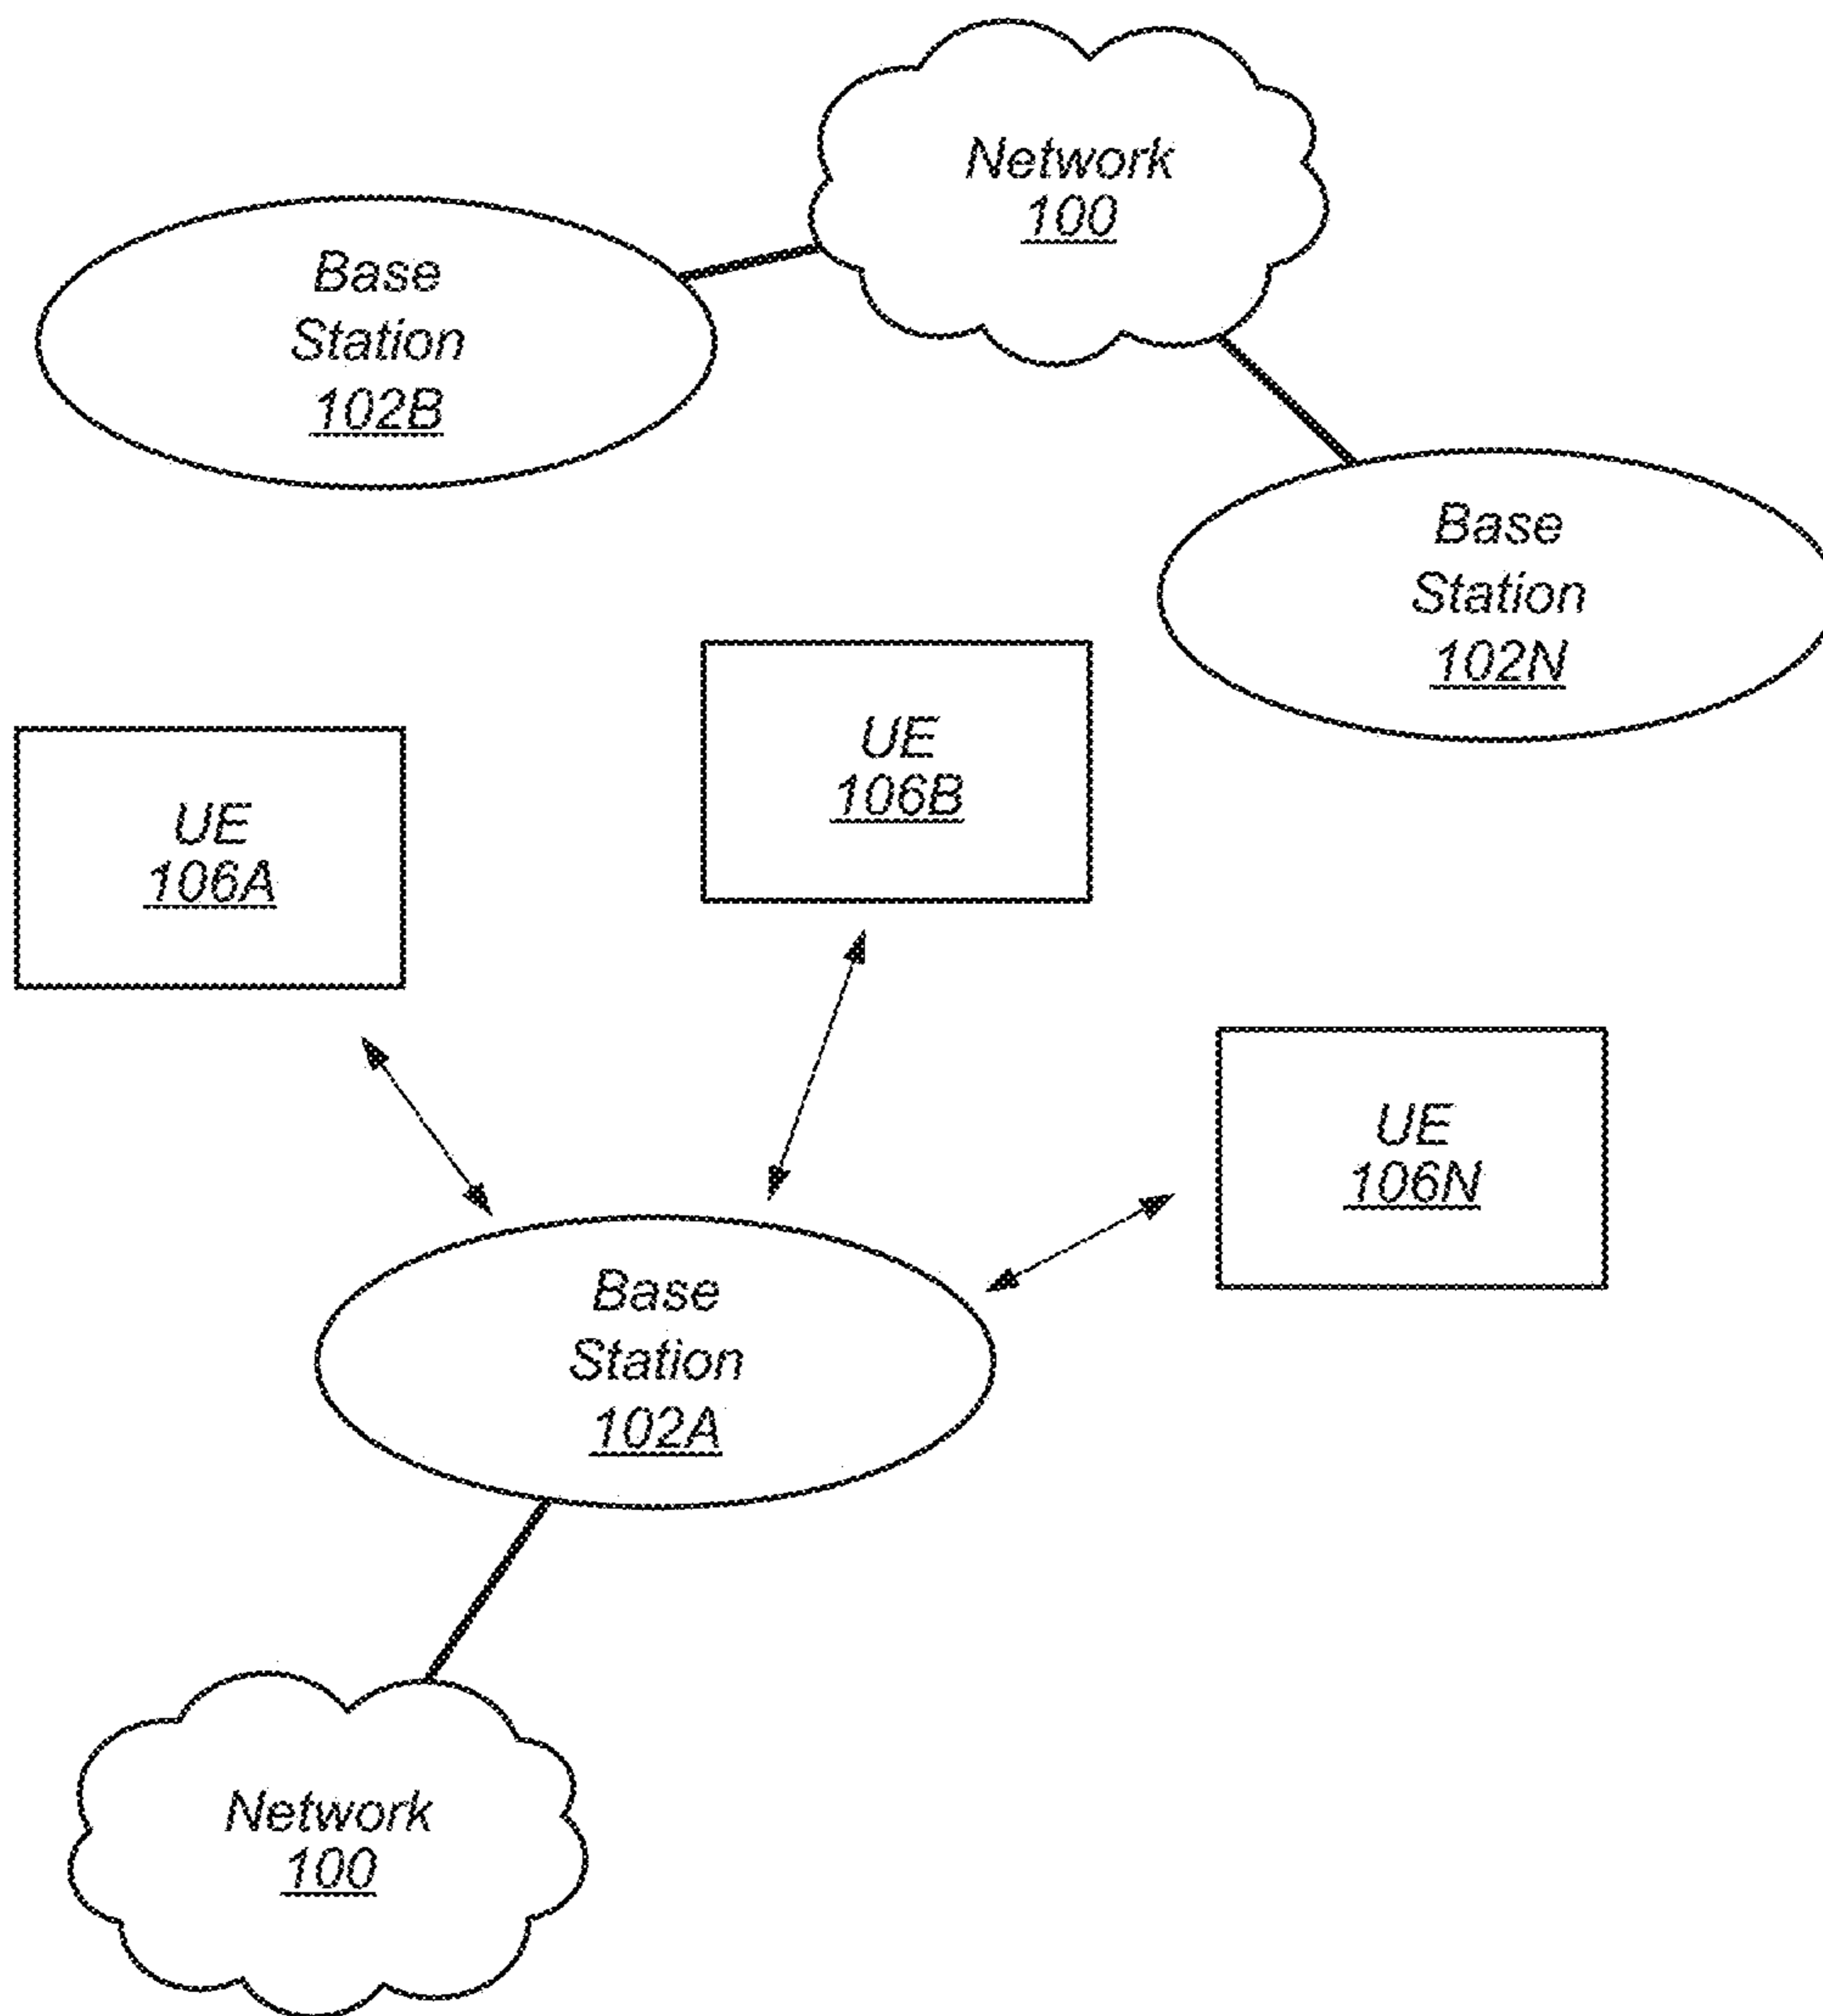 Network
100
Base
Station
102B
Base
Station
102N
UE
106B
UE
106A
UE
106N
Base
Station
102A
Network
100